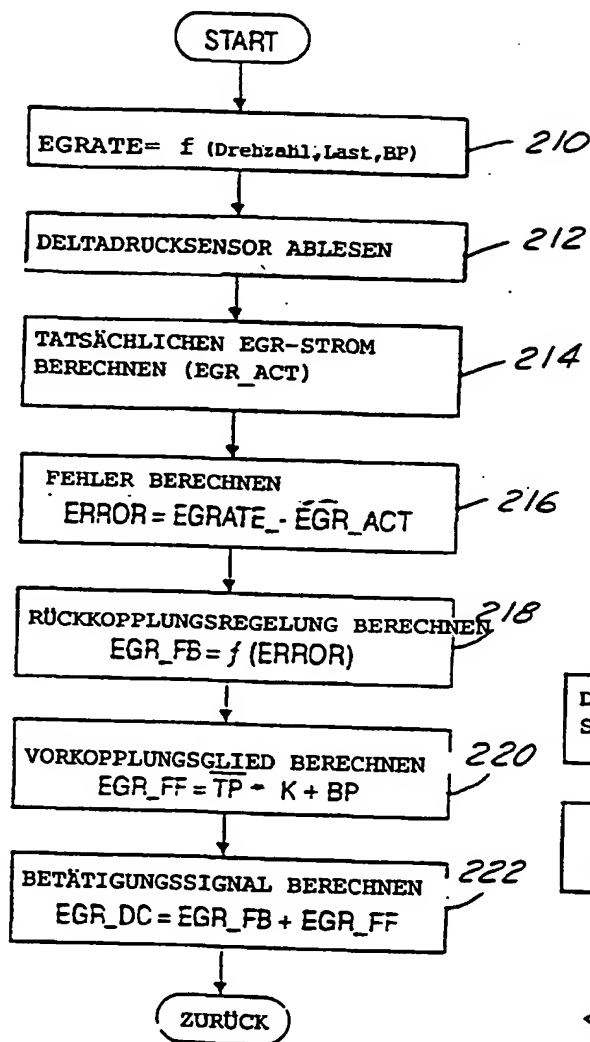 START
EGRATE= f (Drehzahl,Last,BP)
210
DELTADRUCKSENSOR ABLESEN
212
TATSÄCHLICHEN EGR-STROM
BERECHNEN (EGR_ACT)
214
FEHLER BERECHNEN
ERROR = EGRATE_- EGR_ACT
216
RÜCKKOPPLUNGSREGELUNG BERECHNEN
EGR_FB = f (ERROR)
218
VORKOPPLUNGSGLIED BERECHNEN
EGR_FF = TP - K + BP
220
BETÄTIGUNGSSIGNAL BERECHNEN
EGR_DC = EGR_FB + EGR_FF
222
ZURÜCK
D
S